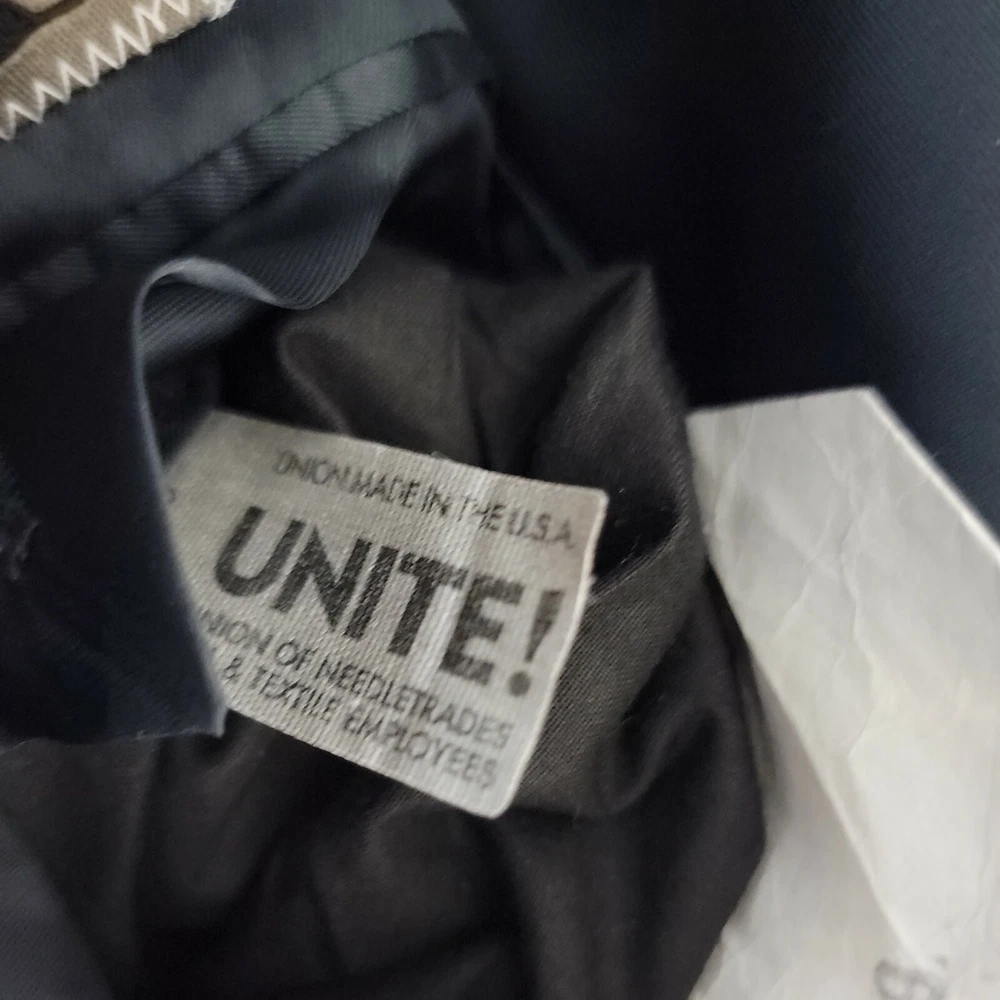 UNION MADE IN THE U.S.A.
UNITE!
UNION OF NEEDLETRADES
& TEXTILE EMPLOYEES